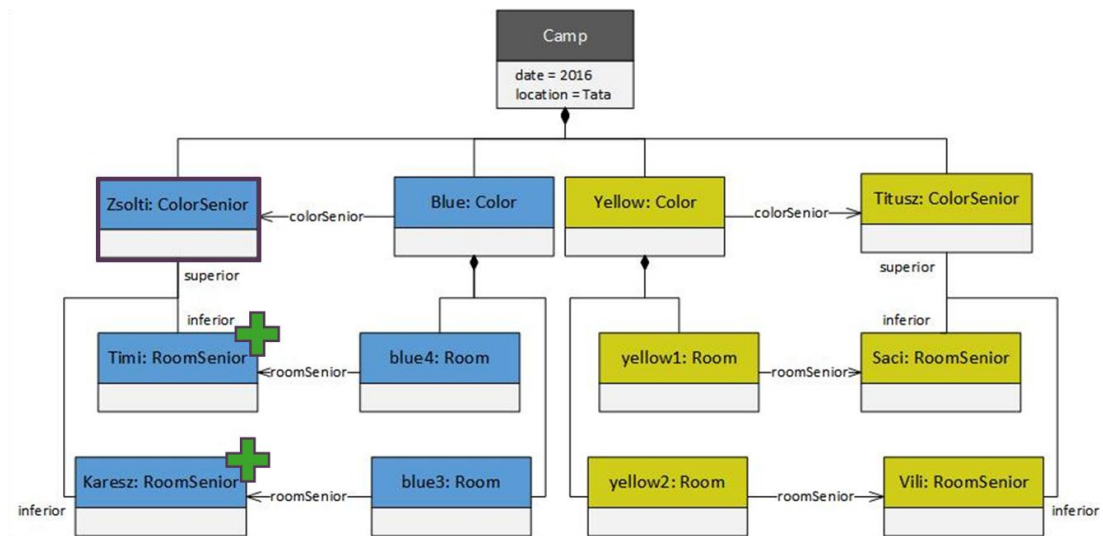 Camp
date = 2016
location = Tata
Zsolti: ColorSenior
colorSenior
Blue: Color
Yellow: Color
colorSenior
Titusz: ColorSenior
superior
superior
inferior
inferior
Timi: RoomSenior
roomSenior
blue4: Room
yellow1: Room
roomSenior
Saci: RoomSenior
Karesz: RoomSenior
roomSenior
blue3: Room
yellow2: Room
roomSenior
Vili: RoomSenior
inferior
inferior